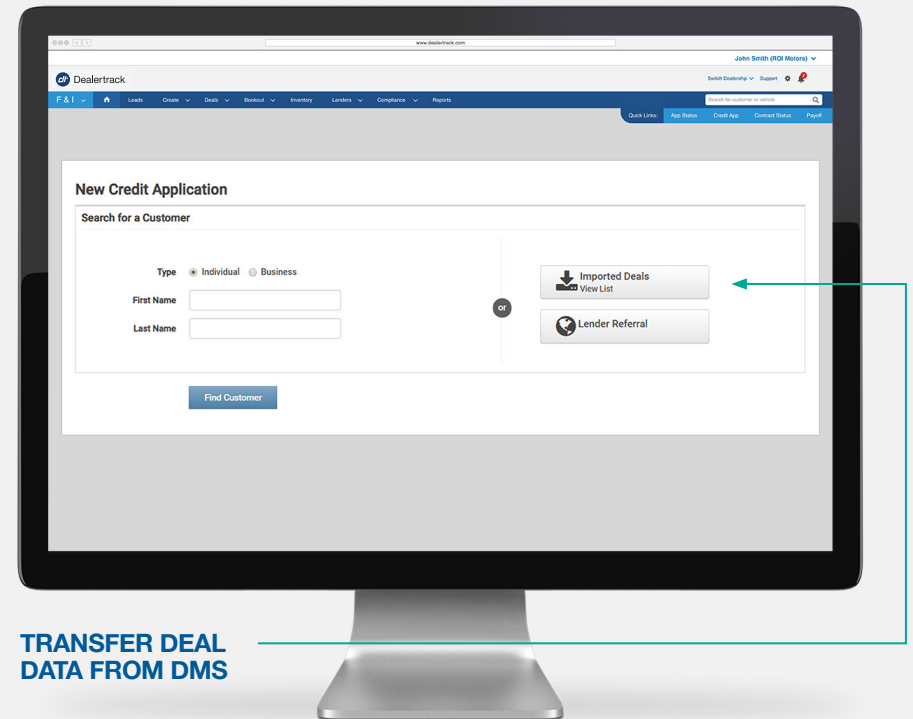 www.dealertrack.com
John Smith (ROI Motors)
dt Dealertrack
Switch Dealership Support
F & I Leads Create Deals Bookout Inventory Lenders Compliance Reports
Search for customer or vehicle
Quick Links: App Status Credit App Contract Status Payoff
New Credit Application
Search for a Customer
Type Individual Business
First Name
Last Name
or
Imported Deals
View List
Lender Referral
Find Customer
TRANSFER DEAL
DATA FROM DMS